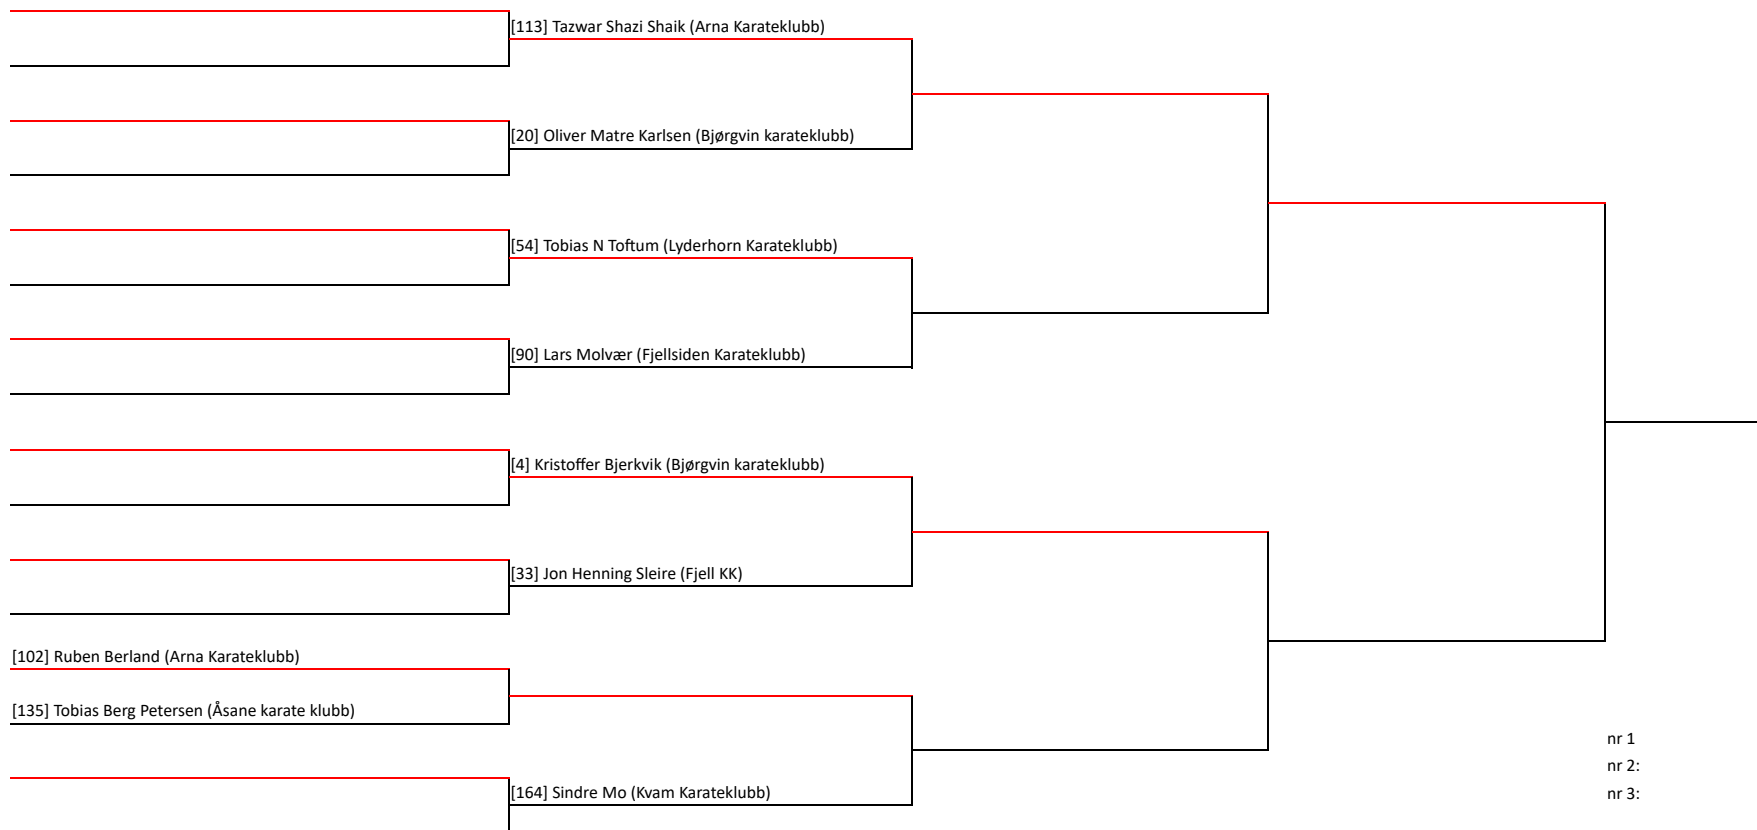 [113] Tazwar Shazi Shaik (Arna Karateklubb)
[20] Oliver Matre Karlsen (Bjørgvin karateklubb)
[54] Tobias N Toftum (Lyderhorn Karateklubb)
[90] Lars Molvær (Fjellsiden Karateklubb)
[4] Kristoffer Bjerkvik (Bjørgvin karateklubb)
[33] Jon Henning Sleire (Fjell KK)
[102] Ruben Berland (Arna Karateklubb)
[135] Tobias Berg Petersen (Åsane karate klubb)
[164] Sindre Mo (Kvam Karateklubb)
nr 1
nr 2:
nr 3: